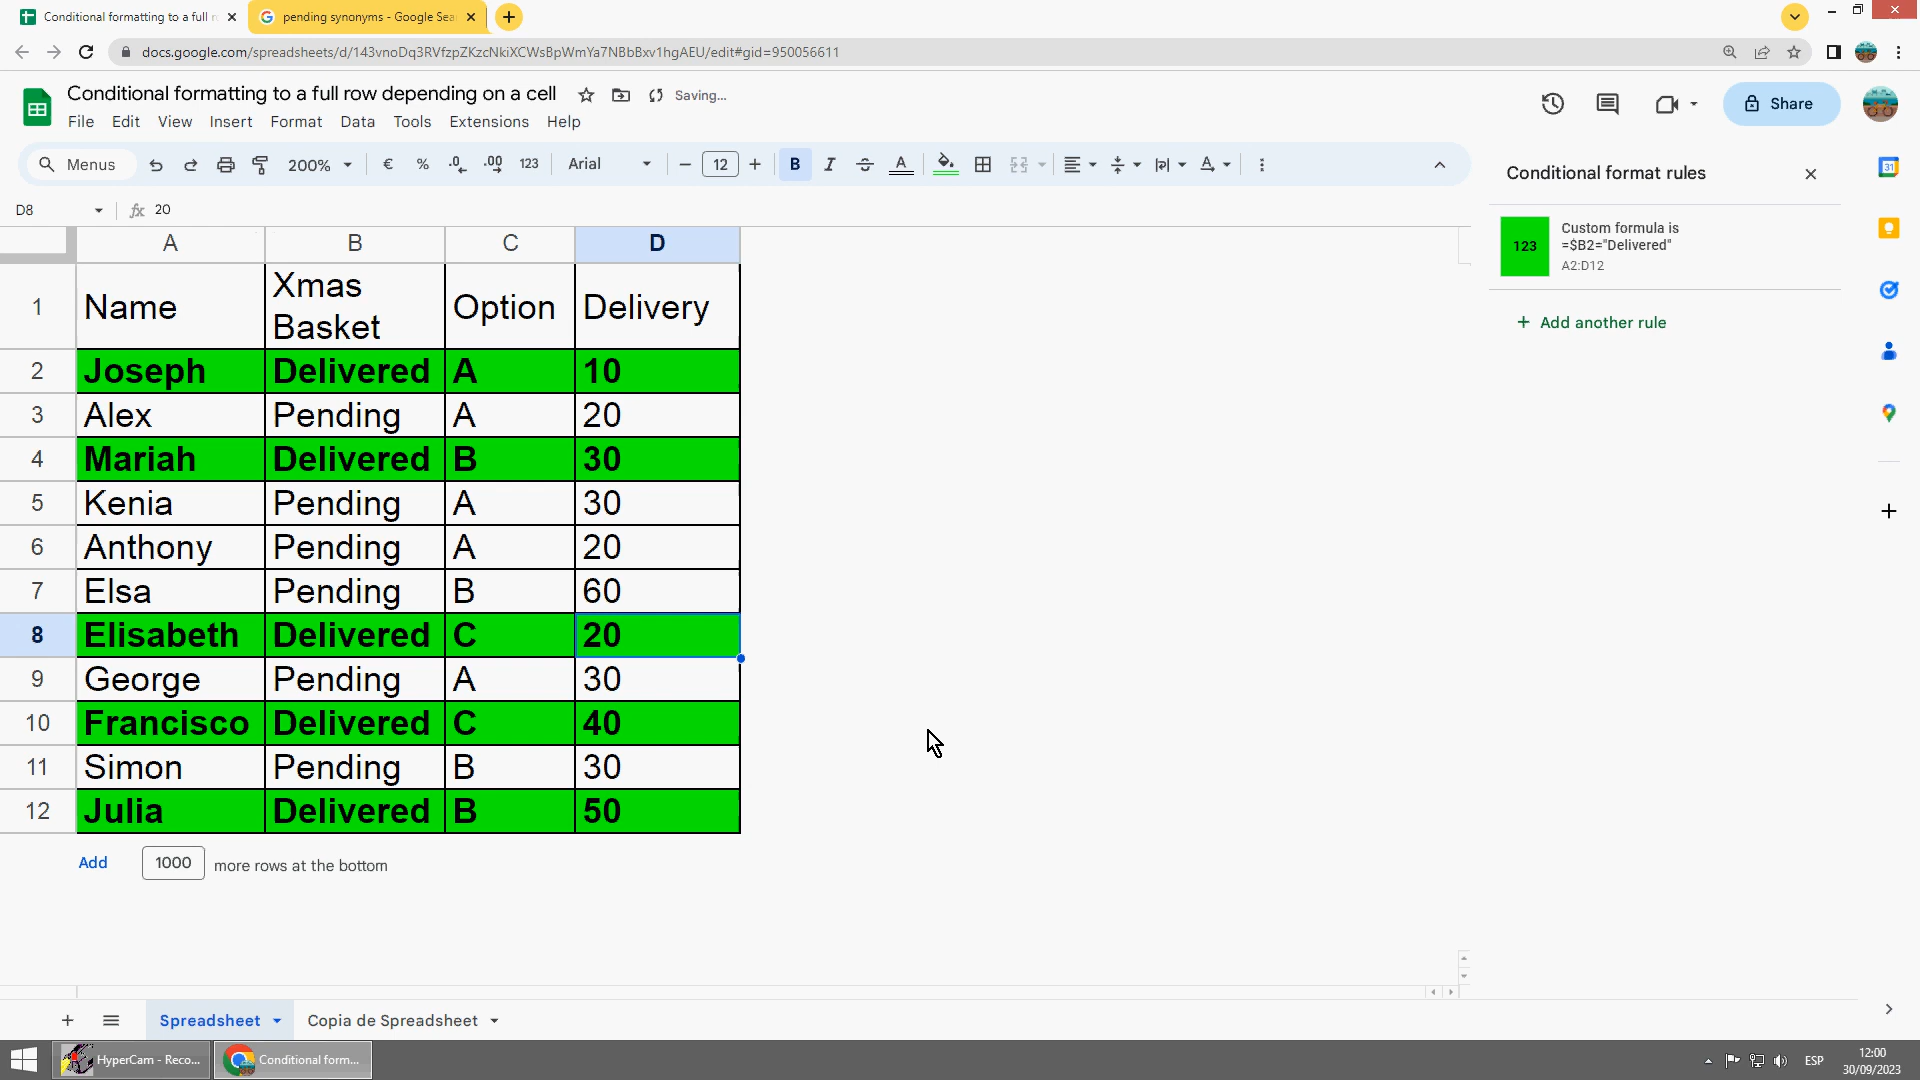 Conditional formatting to a full r
pending synonyms - Google Sea
docs.google.com/spreadsheets/d/143vnoDq3RVfzpZKzcNkiXCWsBpWmYa7NBbBxv1hgAEU/edit#gid=950056611
Conditional formatting to a full row depending on a cell
Saving...
Share
File Edit View Insert Format Data Tools Extensions Help
Menus 200% € % .0 .00 123 Arial 12 B I S A
D8 fx 20
A B C D
1 Name Xmas Basket Option Delivery
2 Joseph Delivered A 10
3 Alex Pending A 20
4 Mariah Delivered B 30
5 Kenia Pending A 30
6 Anthony Pending A 20
7 Elsa Pending B 60
8 Elisabeth Delivered C 20
9 George Pending A 30
10 Francisco Delivered C 40
11 Simon Pending B 30
12 Julia Delivered B 50
Add 1000 more rows at the bottom
Conditional format rules
123
Custom formula is
=$B2="Delivered"
A2:D12
+ Add another rule
31
Spreadsheet
Copia de Spreadsheet
HyperCam - Reco...
Conditional form...
ESP
12:00
30/09/2023